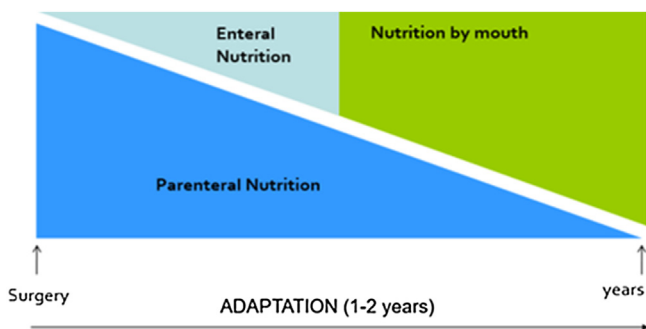 Enteral
Nutrition
Nutrition by mouth
Parenteral Nutrition
Surgery
years
ADAPTATION (1-2 years)